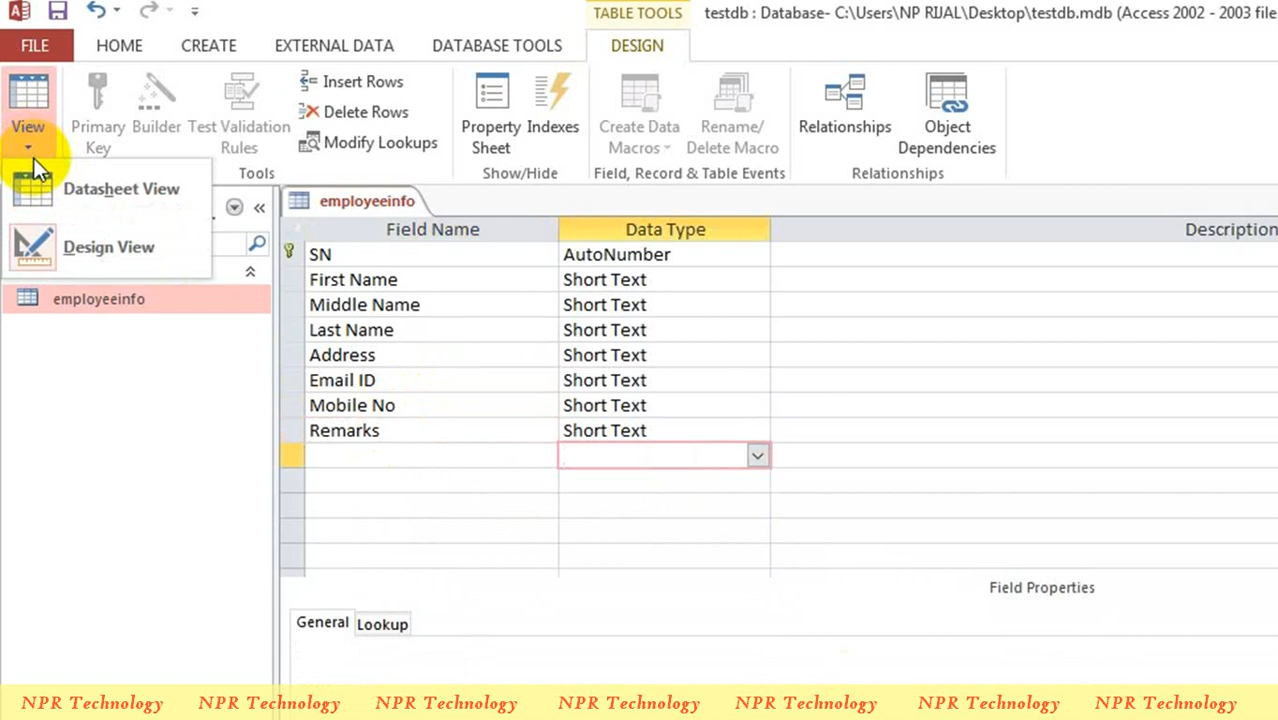 TABLE TOOLS testdb : Database- C:\Users\NP RIJAL\Desktop\testdb.mdb (Access 2002 - 2003 file
FILE HOME CREATE EXTERNAL DATA DATABASE TOOLS DESIGN
View
Primary Key
Builder
Test Validation Rules
Insert Rows
Delete Rows
Modify Lookups
Property Sheet
Indexes
Create Data Macros
Rename/ Delete Macro
Relationships
Object Dependencies
Tools
Show/Hide
Field, Record & Table Events
Relationships
Datasheet View
Design View
employeeinfo
employeeinfo
Field Name Data Type Description
SN AutoNumber
First Name Short Text
Middle Name Short Text
Last Name Short Text
Address Short Text
Email ID Short Text
Mobile No Short Text
Remarks Short Text
Field Properties
General Lookup
NPR Technology NPR Technology NPR Technology NPR Technology NPR Technology NPR Technology NPR Technology